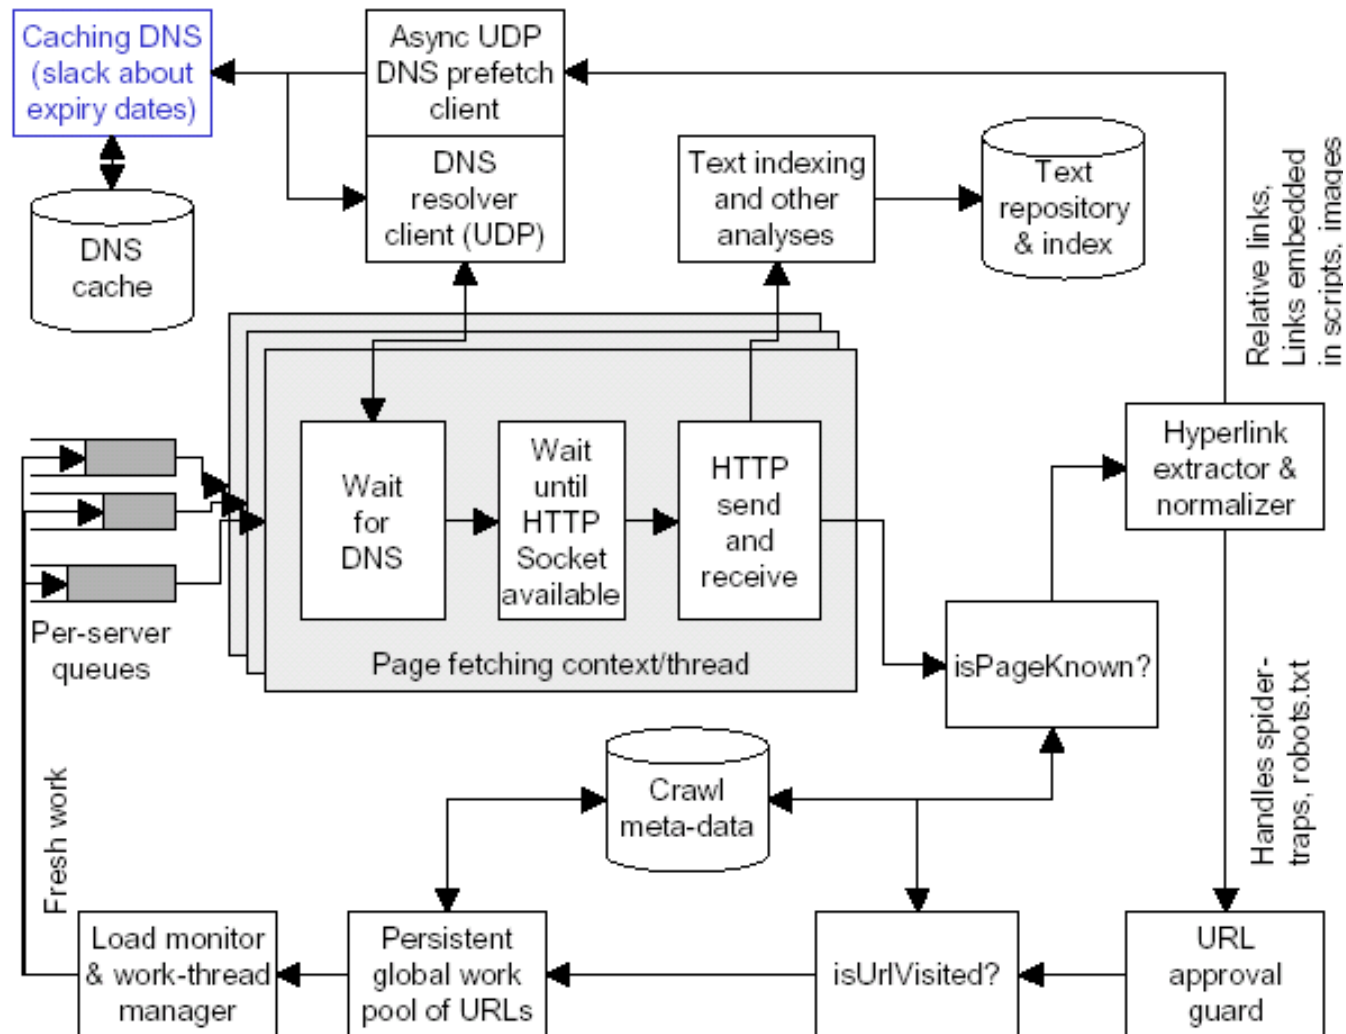 Caching DNS
(slack about
expiry dates)
Async UDP
DNS prefetch
client
DNS
resolver
client (UDP)
DNS
cache
Text indexing
and other
analyses
Text
repository
& index
Relative links,
Links embedded
in scripts, images
Wait
for
DNS
Wait
until
HTTP
Socket
available
HTTP
send
and
receive
Page fetching context/thread
Hyperlink
extractor &
normalizer
Per-server
queues
isPageKnown?
Handles spider-
traps, robots.txt
Crawl
meta-data
Fresh work
Load monitor
& work-thread
manager
Persistent
global work
pool of URLs
isUrlVisited?
URL
approval
guard